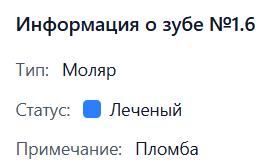 Информация о зубе №1.6
Тип: Моляр
Статус: Леченый
Примечание: Пломба